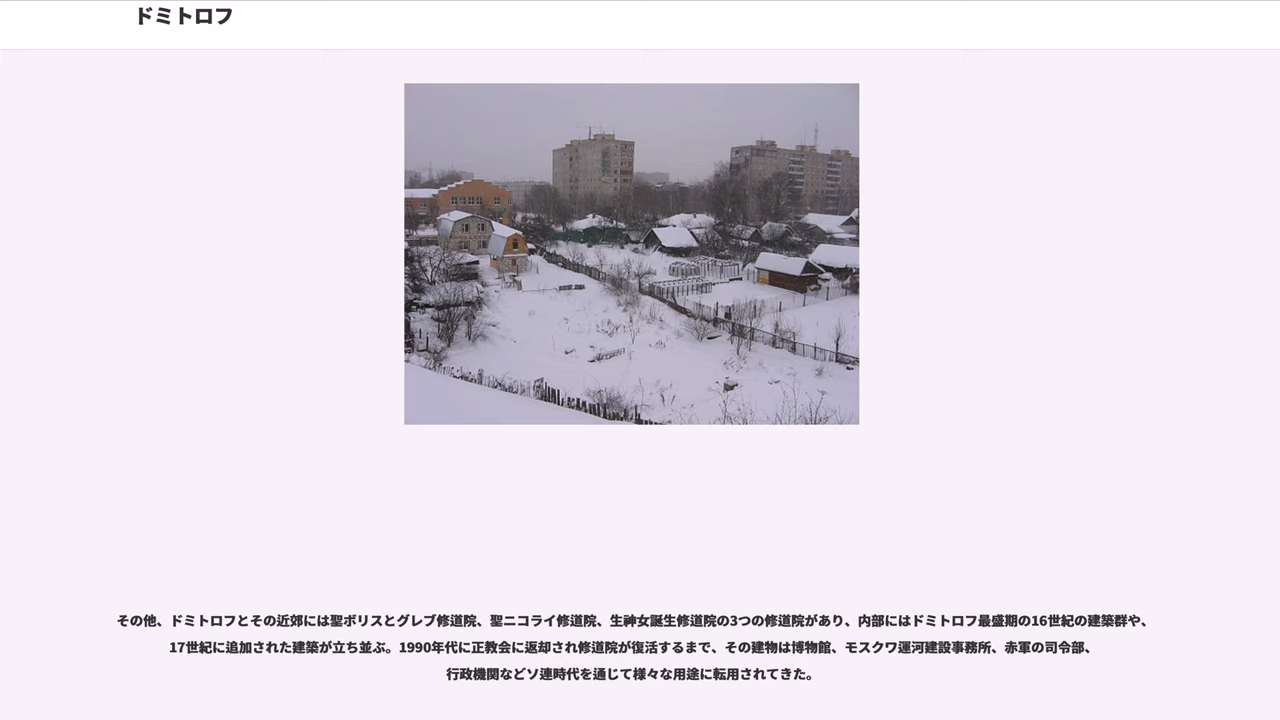 ドミトロフ
その他、ドミトロフとその近郊には聖ボリスとグレブ修道院、聖ニコライ修道院、生神女誕生修道院の3つの修道院があり、内部にはドミトロフ最盛期の16世紀の建築群や、
17世紀に追加された建築が立ち並ぶ。1990年代に正教会に返却され修道院が復活するまで、その建物は博物館、モスクワ運河建設事務所、赤軍の司令部、
行政機関などソ連時代を通じて様々な用途に転用されてきた。